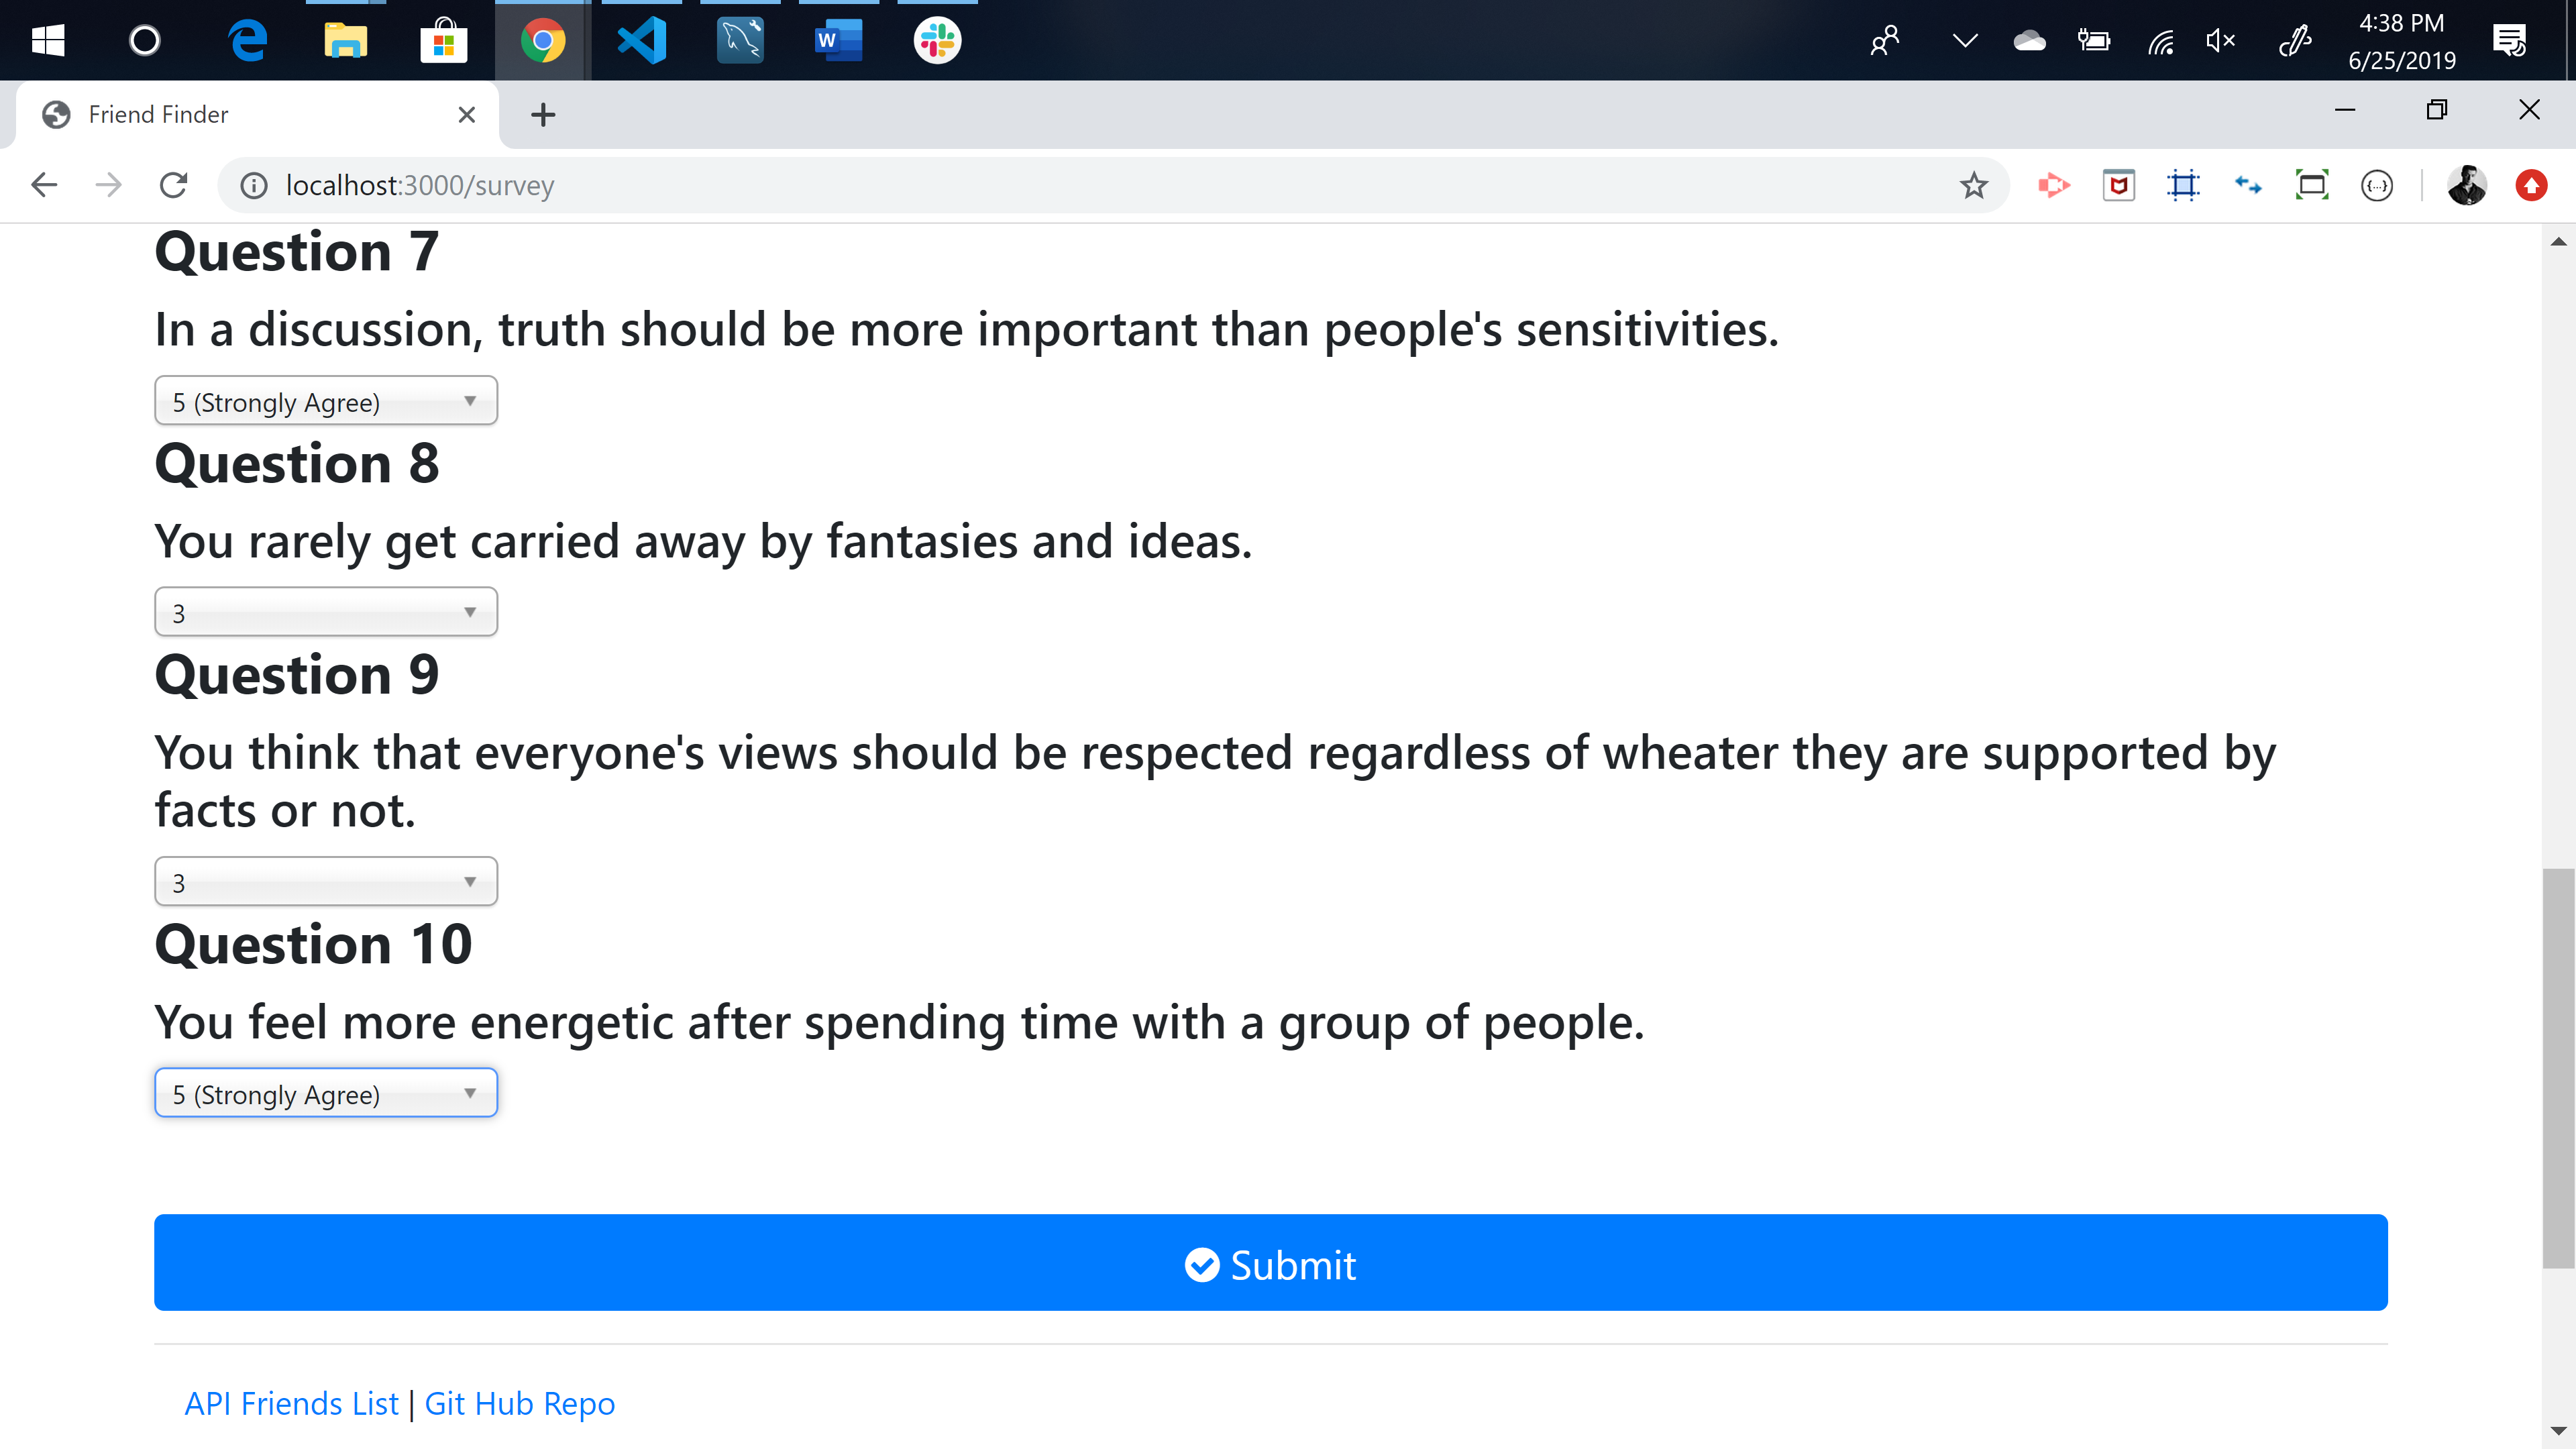 4:38 PM
6/25/2019
Friend Finder
localhost:3000/survey
Question 7
In a discussion, truth should be more important than people's sensitivities.
5 (Strongly Agree)
Question 8
You rarely get carried away by fantasies and ideas.
3
Question 9
You think that everyone's views should be respected regardless of wheater they are supported by
facts or not.
3
Question 10
You feel more energetic after spending time with a group of people.
5 (Strongly Agree)
Submit
API Friends List | Git Hub Repo